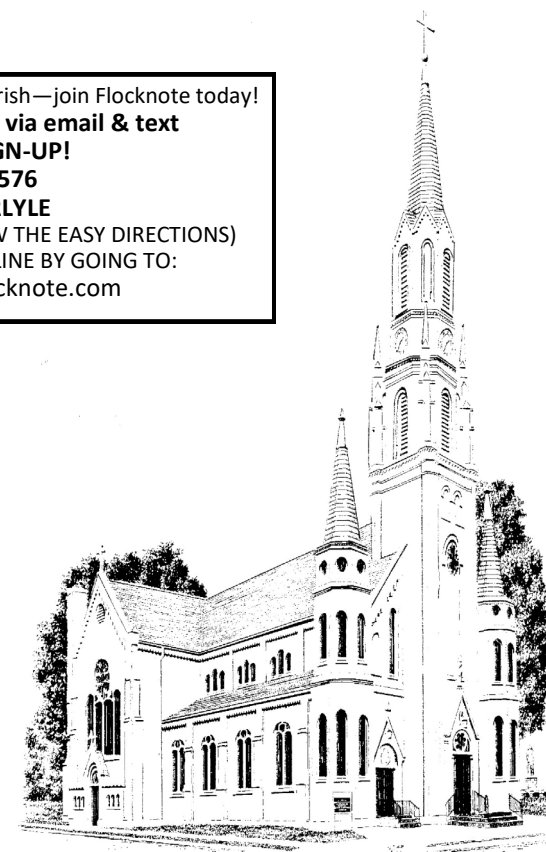 rish—join Flocknote today!
via email & text
GN-UP!
576
RLYLE
W THE EASY DIRECTIONS)
LINE BY GOING TO:
cknote.com